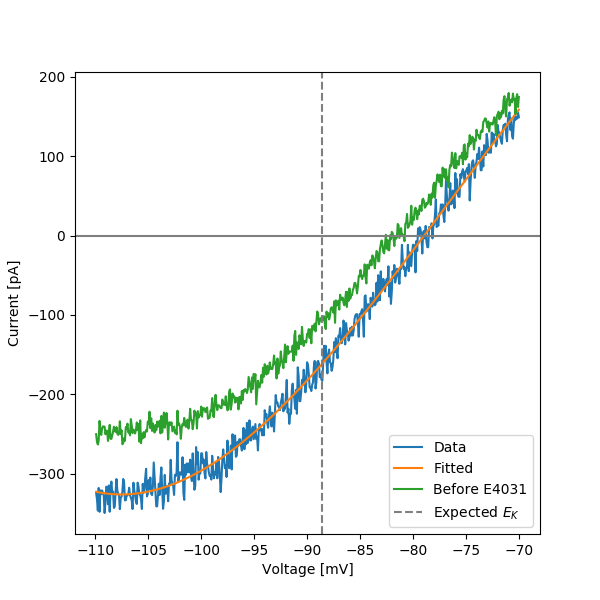 200
100
0
−100
−200
−300
Current [pA]
−110 −105 −100 −95 −90 −85 −80 −75 −70
Voltage [mV]
Data
Fitted
Before E4031
Expected E_K